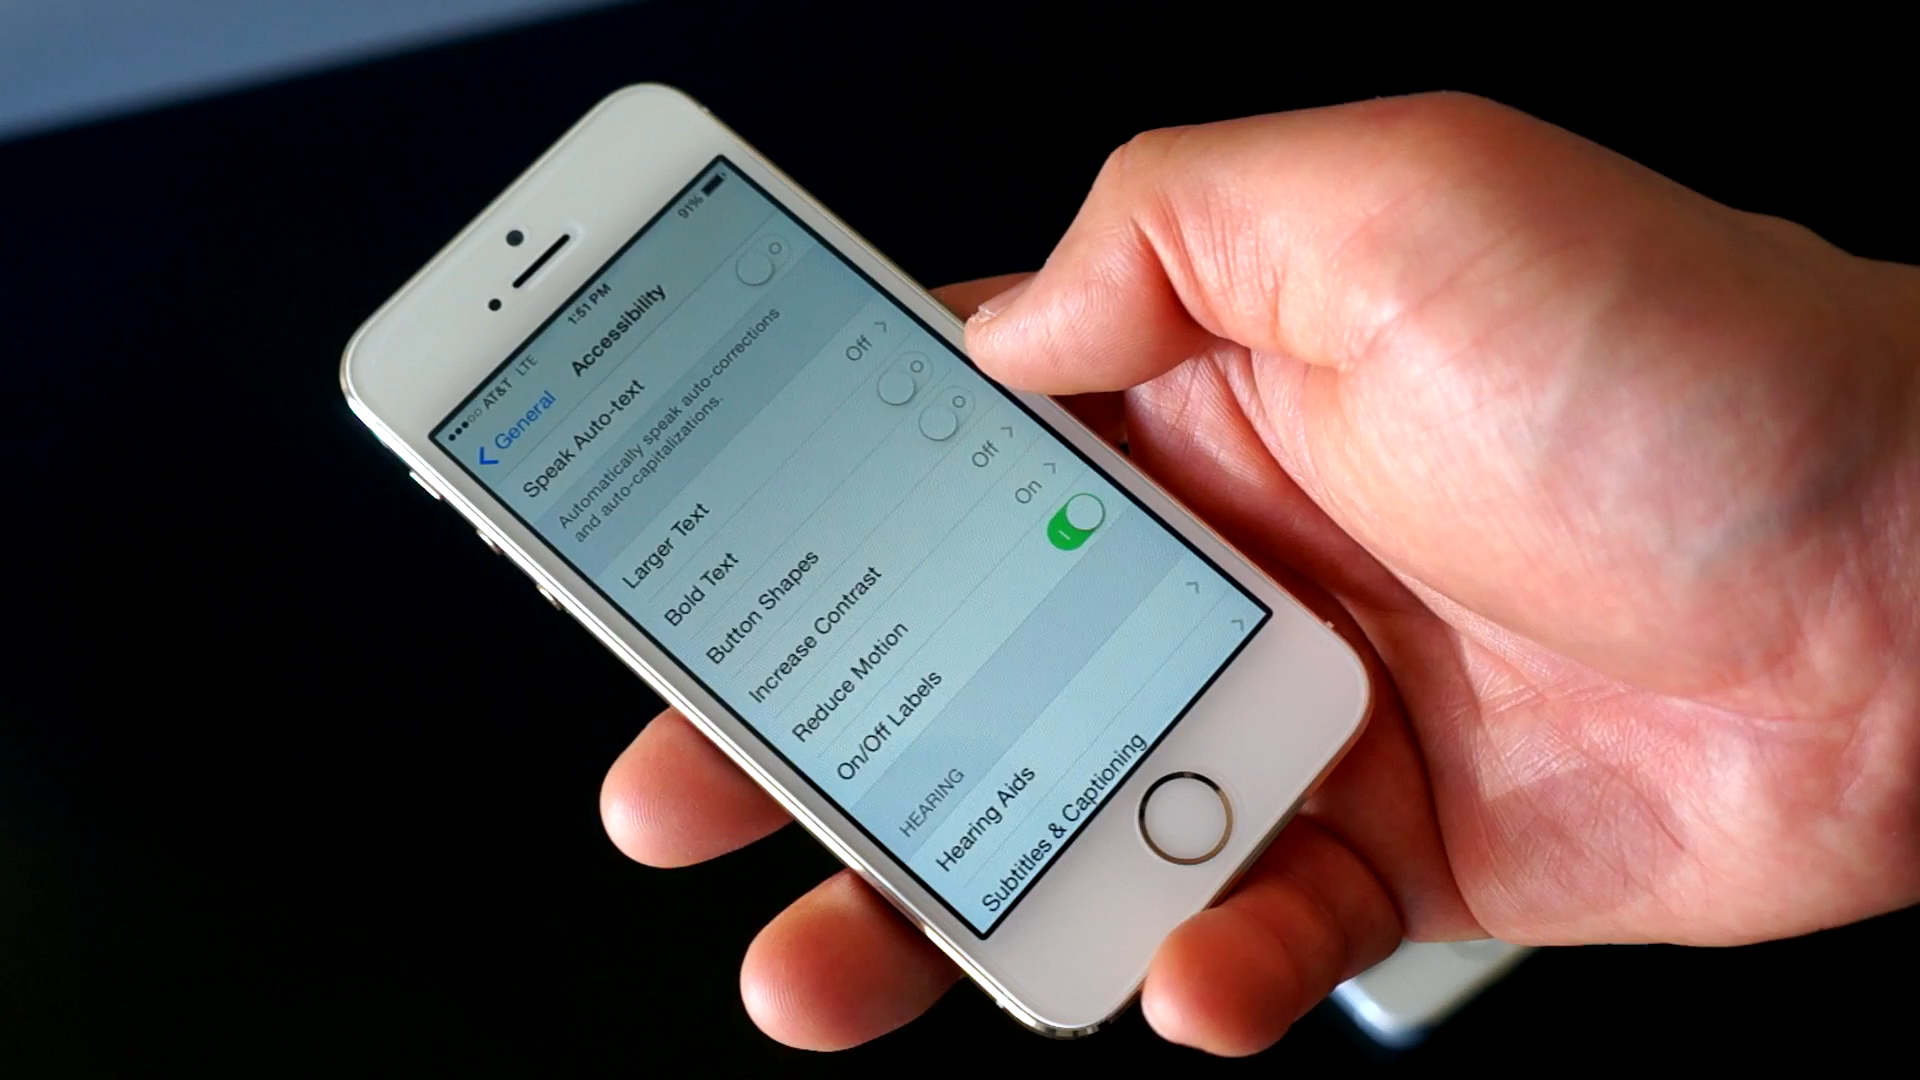 AT&T LTE 1:51 PM 91%
General Accessibility
Speak Auto-text
Automatically speak auto-corrections
and auto-capitalizations.
Larger Text Off
Bold Text
Button Shapes
Increase Contrast Off
Reduce Motion On
On/Off Labels
HEARING
Hearing Aids
Subtitles & Captioning